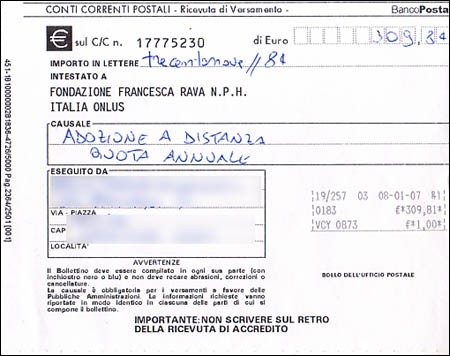 CONTI CORRENTI POSTALI - Ricevuta di Versamento - BancoPosta
€ sul C/C n. 17775230 di Euro 309,81
IMPORTO IN LETTERE trecentonove//81
INTESTATO A
FONDAZIONE FRANCESCA RAVA N.P.H.
ITALIA ONLUS
CAUSALE
ADOZIONE A DISTANZA
QUOTA ANNUALE
ESEGUITO DA
VIA - PIAZZA
CAP
LOCALITA'
19/257 03 08-01-07 R1
0183 €*309,81*
VCY 0873 €*1,00*
AVVERTENZE
Il Bollettino deve essere compilato in ogni sua parte (con
inchiostro nero o blu) e non deve recare abrasioni, correzioni o
cancellature.
La causale è obbligatoria per i versamenti a favore delle
Pubbliche Amministrazioni. Le informazioni richieste vanno
riportate in modo identico in ciascuna delle parti di cui si
compone il bollettino.
BOLLO DELL'UFFICIO POSTALE
IMPORTANTE: NON SCRIVERE SUL RETRO
DELLA RICEVUTA DI ACCREDITO